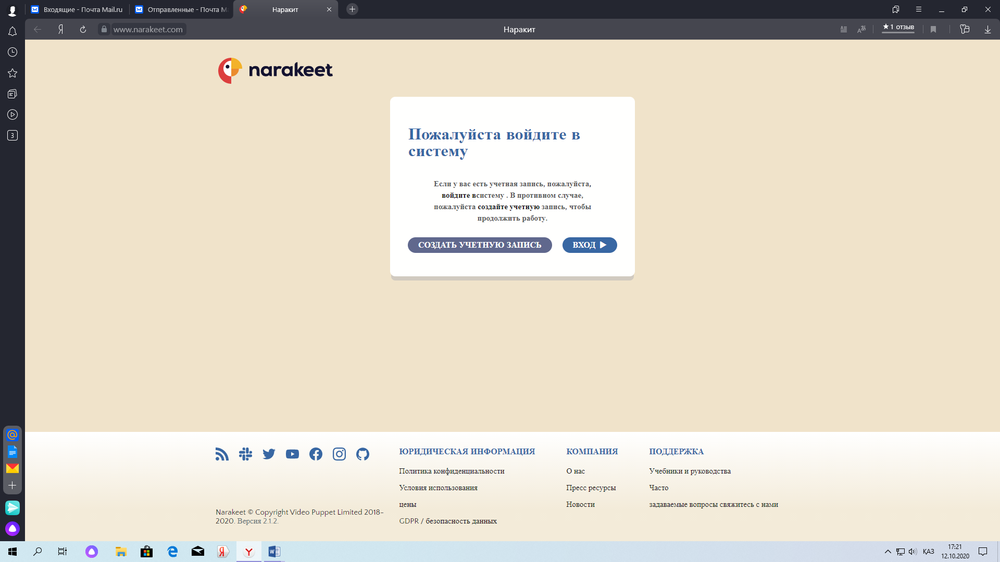 Входящие - Почта Mail.ru
Отправленные - Почта Ma
Наракит
www.narakeet.com
Наракит
★ 1 отзыв
3
narakeet
Пожалуйста войдите в
систему
Если у вас есть учетная запись, пожалуйста,
войдите всистему . В противном случае,
пожалуйста создайте учетную запись, чтобы
продолжить работу.
СОЗДАТЬ УЧЕТНУЮ ЗАПИСЬ
ВХОД
ЮРИДИЧЕСКАЯ ИНФОРМАЦИЯ
Политика конфиденциальности
Условия использования
цены
GDPR / безопасность данных
КОМПАНИЯ
О нас
Пресс ресурсы
Новости
ПОДДЕРЖКА
Учебники и руководства
Часто
задаваемые вопросы свяжитесь с нами
Narakeet © Copyright Video Puppet Limited 2018-
2020. Версия 2.1.2.
ҚАЗ
17:21
12.10.2020